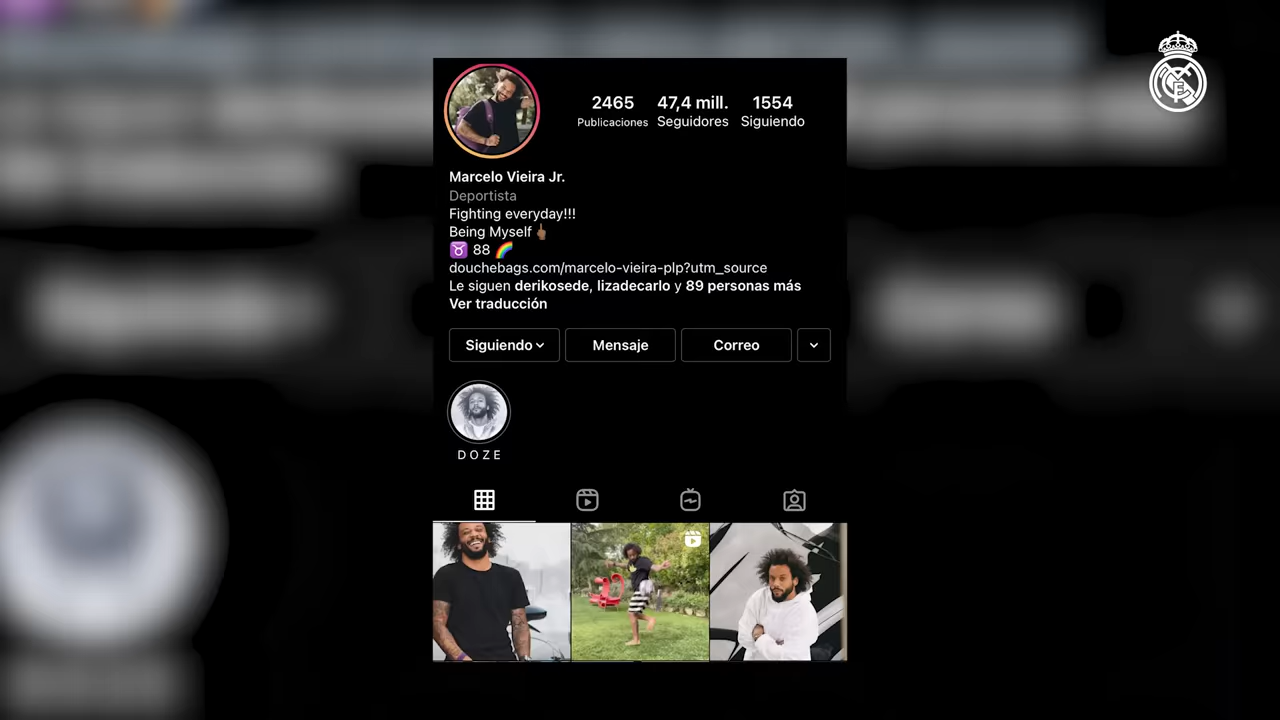 2465 47,4 mill. 1554
Publicaciones Seguidores Siguiendo
Marcelo Vieira Jr.
Deportista
Fighting everyday!!!
Being Myself☝🏾
♉ 88 🌈
douchebags.com/marcelo-vieira-plp?utm_source
Le siguen derikosede, lizadecarlo y 89 personas más
Ver traducción
Siguiendo Mensaje Correo
D O Z E